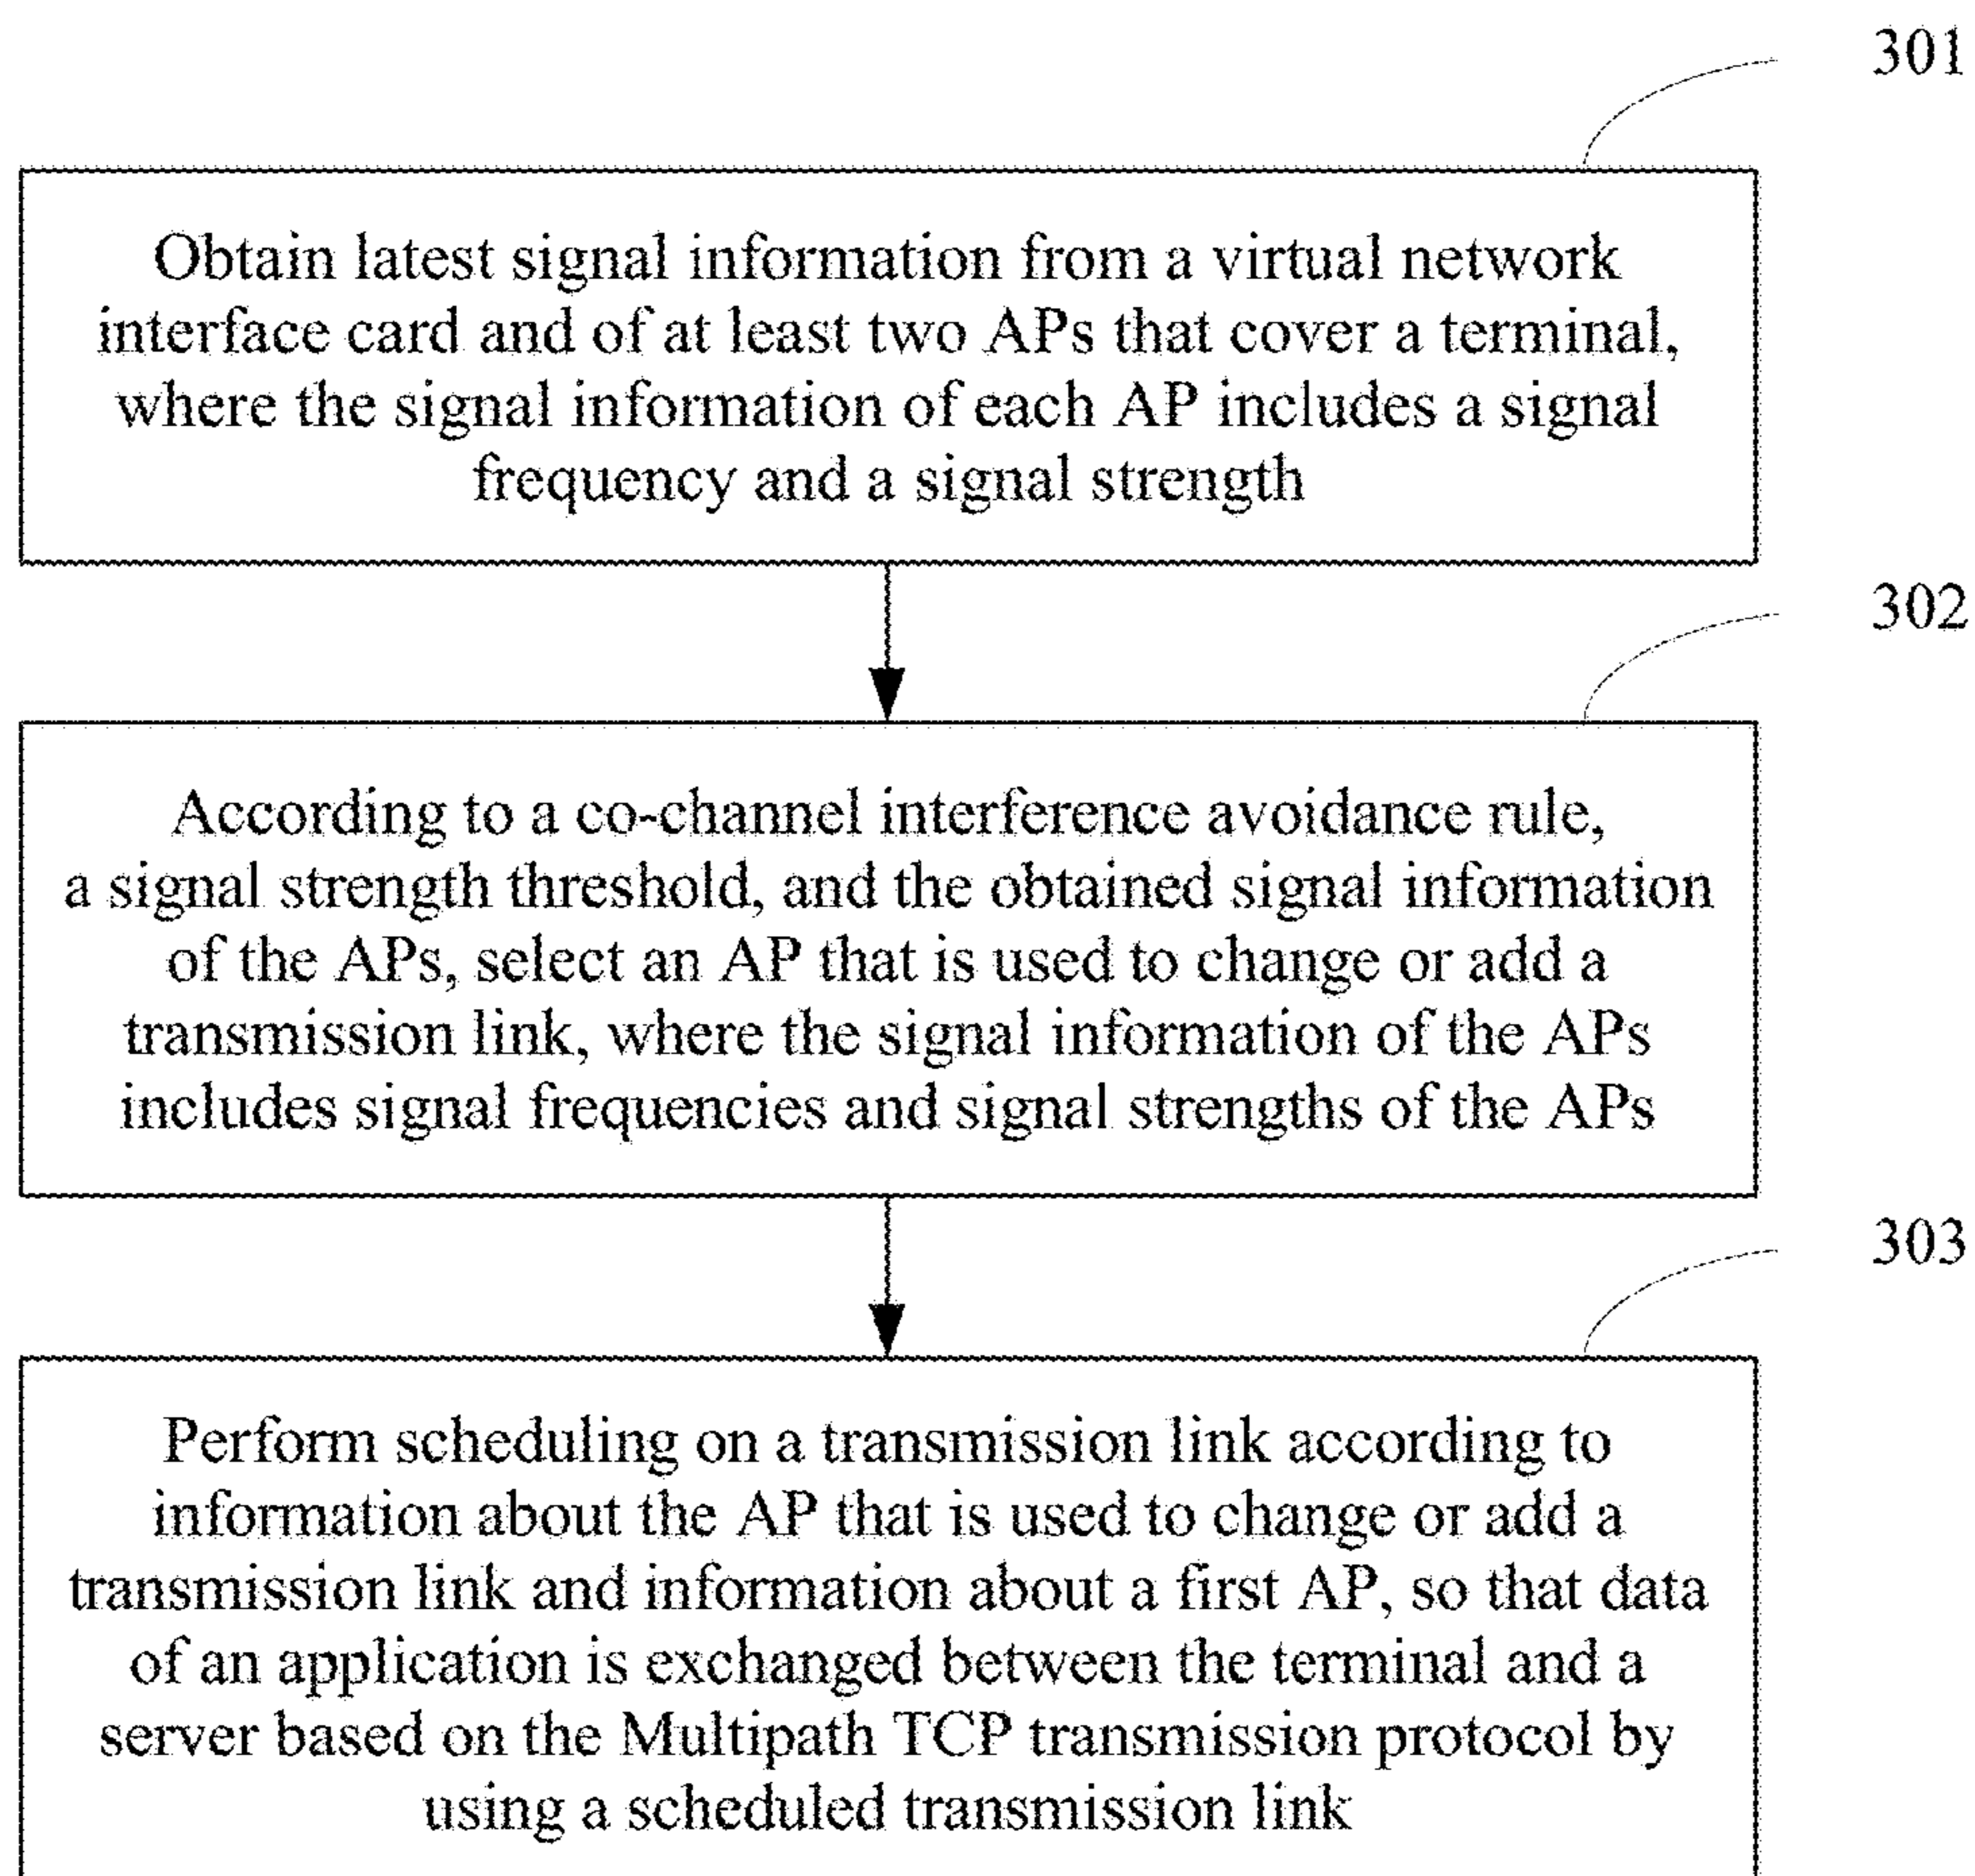 301
Obtain latest signal information from a virtual network
interface card and of at least two APs that cover a terminal,
where the signal information of each AP includes a signal
frequency and a signal strength
302
According to a co-channel interference avoidance rule,
a signal strength threshold, and the obtained signal information
of the APs, select an AP that is used to change or add a
transmission link, where the signal information of the APs
includes signal frequencies and signal strengths of the APs
303
Perform scheduling on a transmission link according to
information about the AP that is used to change or add a
transmission link and information about a first AP, so that data
of an application is exchanged between the terminal and a
server based on the Multipath TCP transmission protocol by
using a scheduled transmission link